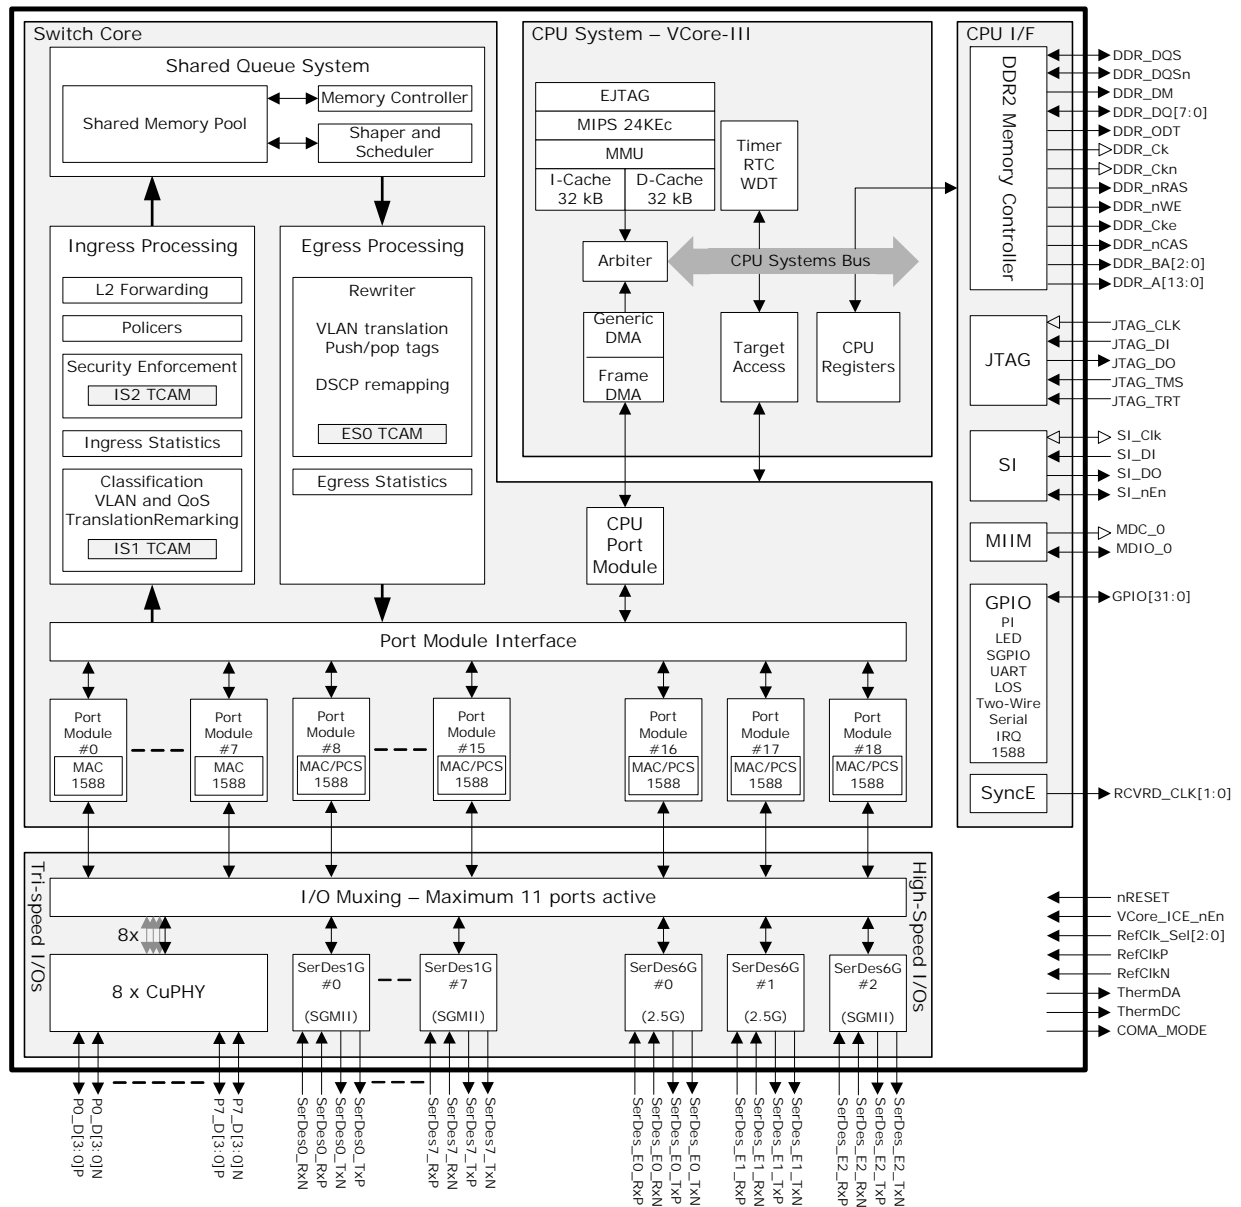 Switch Core
Shared Queue System
Shared Memory Pool
Memory Controller
Shaper and
Scheduler
Ingress Processing
L2 Forwarding
Policers
Security Enforcement
IS2 TCAM
Ingress Statistics
Classification
VLAN and QoS
TranslationRemarking
IS1 TCAM
Egress Processing
Rewriter
VLAN translation
Push/pop tags
DSCP remapping
ES0 TCAM
Egress Statistics
CPU System – VCore-III
EJTAG
MIPS 24KEc
MMU
I-Cache
32 kB
D-Cache
32 kB
Timer
RTC
WDT
Arbiter
CPU Systems Bus
Generic
DMA
Frame
DMA
Target
Access
CPU
Registers
CPU
Port
Module
Port Module Interface
Port
Module
#0
MAC
1588
Port
Module
#7
MAC
1588
Port
Module
#8
MAC/PCS
1588
Port
Module
#15
MAC/PCS
1588
Port
Module
#16
MAC/PCS
1588
Port
Module
#17
MAC/PCS
1588
Port
Module
#18
MAC/PCS
1588
Tri-speed I/Os
I/O Muxing – Maximum 11 ports active
High-Speed I/Os
8x
8 x CuPHY
SerDes1G
#0
(SGMII)
SerDes1G
#7
(SGMII)
SerDes6G
#0
(2.5G)
SerDes6G
#1
(2.5G)
SerDes6G
#2
(SGMII)
P0_D[3:0]P
P0_D[3:0]N
P7_D[3:0]P
P7_D[3:0]N
SerDes0_RxN
SerDes0_RxP
SerDes0_TxN
SerDes0_TxP
SerDes7_RxP
SerDes7_RxN
SerDes7_TxP
SerDes7_TxN
SerDes_E0_RxP
SerDes_E0_RxN
SerDes_E0_TxP
SerDes_E0_TxN
SerDes_E1_RxP
SerDes_E1_RxN
SerDes_E1_TxP
SerDes_E1_TxN
SerDes_E2_RxP
SerDes_E2_RxN
SerDes_E2_TxP
SerDes_E2_TxN
CPU I/F
DDR2 Memory
Controller
DDR_DQS
DDR_DQSn
DDR_DM
DDR_DQ[7:0]
DDR_ODT
DDR_Ck
DDR_Ckn
DDR_nRAS
DDR_nWE
DDR_Cke
DDR_nCAS
DDR_BA[2:0]
DDR_A[13:0]
JTAG
JTAG_CLK
JTAG_DI
JTAG_DO
JTAG_TMS
JTAG_TRT
SI
SI_Clk
SI_DI
SI_DO
SI_nEn
MIIM
MDC_0
MDIO_0
GPIO
PI
LED
SGPIO
UART
LOS
Two-Wire
Serial
IRQ
1588
GPIO[31:0]
SyncE
RCVRD_CLK[1:0]
nRESET
VCore_ICE_nEn
RefClk_Sel[2:0]
RefClkP
RefClkN
ThermDA
ThermDC
COMA_MODE